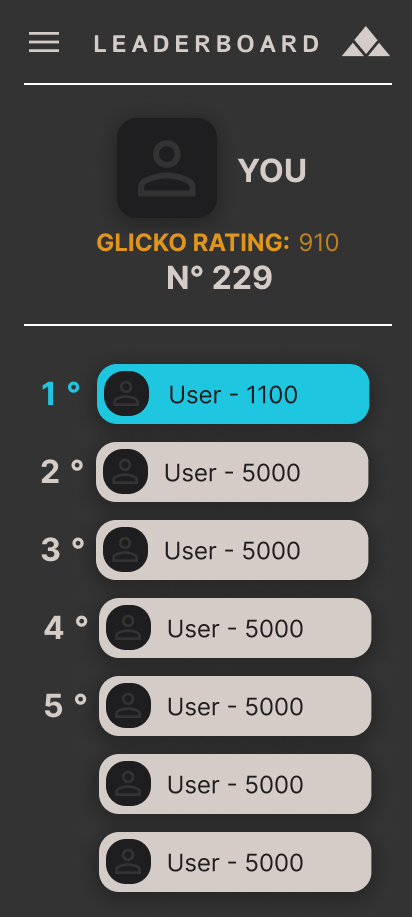 LEADERBOARD
YOU
GLICKO RATING: 910
N° 229
1 ° User - 1100
2 ° User - 5000
3 ° User - 5000
4 ° User - 5000
5 ° User - 5000
User - 5000
User - 5000